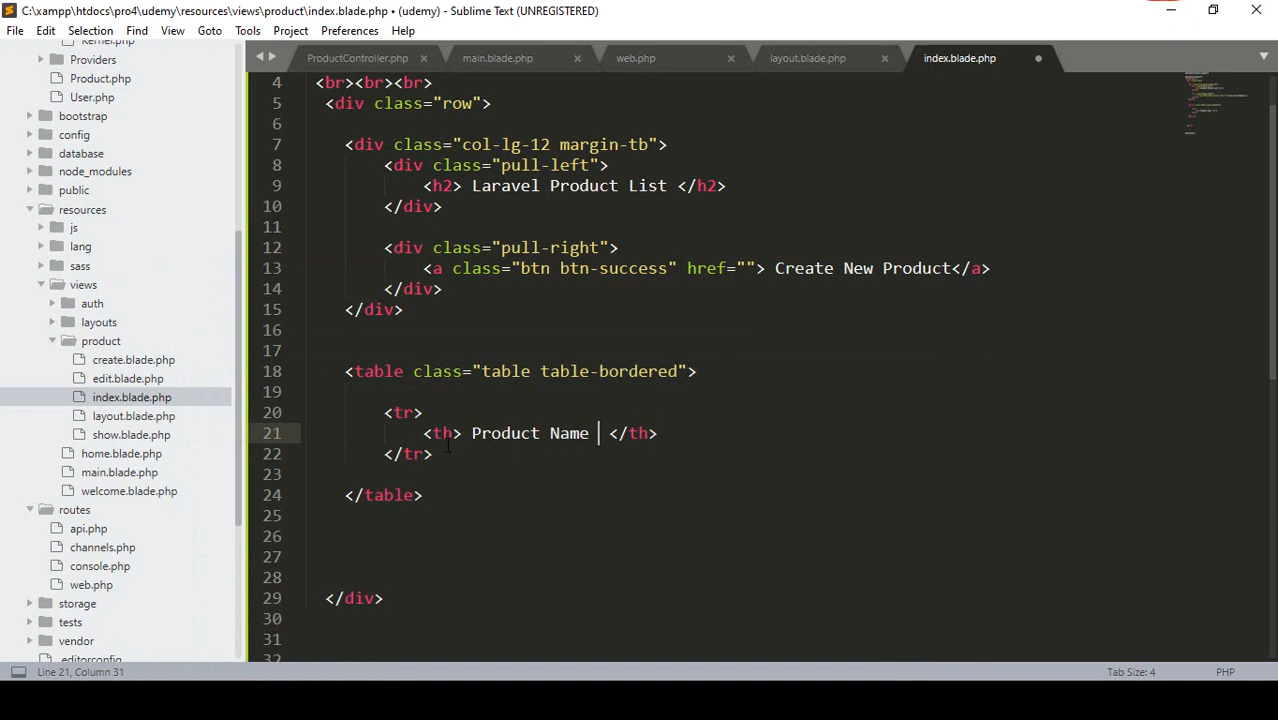 C:\xampp\htdocs\pro4\udemy\resources\views\product\index.blade.php • (udemy) - Sublime Text (UNREGISTERED)
File Edit Selection Find View Goto Tools Project Preferences Help
Kernel.php
Providers
Product.php
User.php
bootstrap
config
database
node_modules
public
resources
js
lang
sass
views
auth
layouts
product
create.blade.php
edit.blade.php
index.blade.php
layout.blade.php
show.blade.php
home.blade.php
main.blade.php
welcome.blade.php
routes
api.php
channels.php
console.php
web.php
storage
tests
vendor
.editorconfig
ProductController.php main.blade.php web.php layout.blade.php index.blade.php
4 <br><br><br>
5 <div class="row">
6
7 <div class="col-lg-12 margin-tb">
8 <div class="pull-left">
9 <h2> Laravel Product List </h2>
10 </div>
11
12 <div class="pull-right">
13 <a class="btn btn-success" href=""> Create New Product</a>
14 </div>
15 </div>
16
17
18 <table class="table table-bordered">
19
20 <tr>
21 <th> Product Name  </th>
22 </tr>
23
24 </table>
25
26
27
28
29 </div>
30
31
32
Line 21, Column 31 Tab Size: 4 PHP